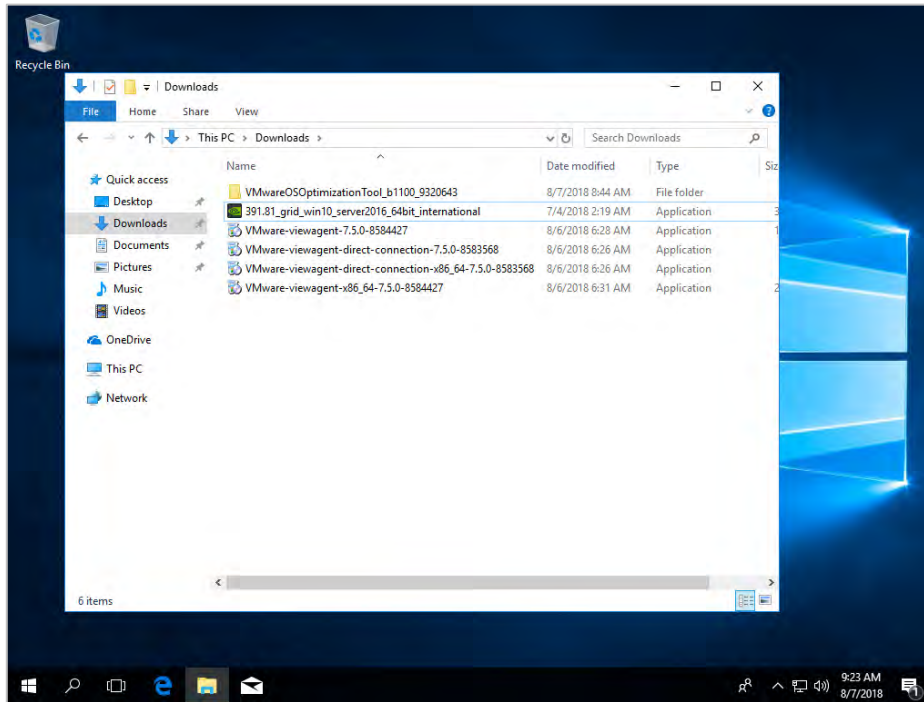 Recycle Bin
Downloads
File Home Share View
This PC > Downloads >
Search Downloads
Name Date modified Type Siz
Quick access
Desktop
Downloads
Documents
Pictures
Music
Videos
OneDrive
This PC
Network
VMwareOSOptimizationTool_b1100_9320643 8/7/2018 8:44 AM File folder
391.81_grid_win10_server2016_64bit_international 7/4/2018 2:19 AM Application 3
VMware-viewagent-7.5.0-8584427 8/6/2018 6:28 AM Application 1
VMware-viewagent-direct-connection-7.5.0-8583568 8/6/2018 6:26 AM Application
VMware-viewagent-direct-connection-x86_64-7.5.0-8583568 8/6/2018 6:26 AM Application
VMware-viewagent-x86_64-7.5.0-8584427 8/6/2018 6:31 AM Application 2
6 items
9:23 AM
8/7/2018
1